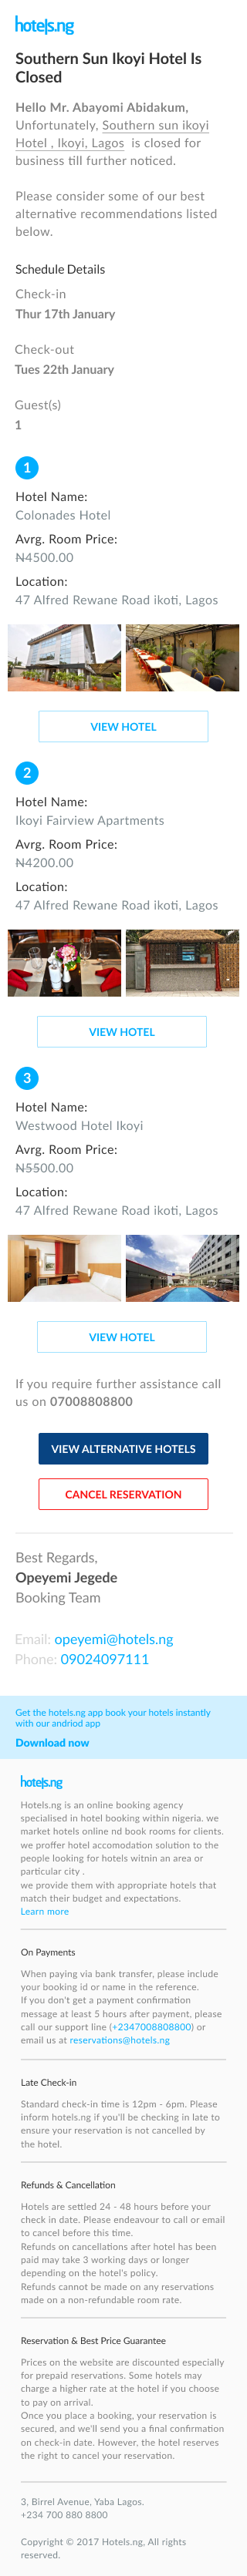 hotels.ng
Southern Sun Ikoyi Hotel Is
Closed
Hello Mr. Abayomi Abidakum,
Unfortunately, Southern sun ikoyi
Hotel , Ikoyi, Lagos is closed for
business till further noticed.
Please consider some of our best
alternative recommendations listed
below.
Schedule Details
Check-in
Thur 17th January
Check-out
Tues 22th January
Guest(s)
1
1
Hotel Name:
Colonades Hotel
Avrg. Room Price:
₦4500.00
Location:
47 Alfred Rewane Road ikoti, Lagos
VIEW HOTEL
2
Hotel Name:
Ikoyi Fairview Apartments
Avrg. Room Price:
₦4200.00
Location:
47 Alfred Rewane Road ikoti, Lagos
VIEW HOTEL
3
Hotel Name:
Westwood Hotel Ikoyi
Avrg. Room Price:
₦5500.00
Location:
47 Alfred Rewane Road ikoti, Lagos
VIEW HOTEL
If you require further assistance call
us on 07008808800
VIEW ALTERNATIVE HOTELS
CANCEL RESERVATION
Best Regards,
Opeyemi Jegede
Booking Team
Email: opeyemi@hotels.ng
Phone: 09024097111
Get the hotels.ng app book your hotels instantly
with our andriod app
Download now
hotels.ng
Hotels.ng is an online booking agency
specialised in hotel booking within nigeria. we
market hotels online nd book rooms for clients.
we proffer hotel accomodation solution to the
people looking for hotels witnin an area or
particular city .
we provide them with appropriate hotels that
match their budget and expectations.
Learn more
On Payments
When paying via bank transfer, please include
your booking id or name in the reference.
If you don't get a payment confirmation
message at least 5 hours after payment, please
call our support line (+2347008808800) or
email us at reservations@hotels.ng
Late Check-in
Standard check-in time is 12pm - 6pm. Please
inform hotels.ng if you'll be checking in late to
ensure your reservation is not cancelled by
the hotel.
Refunds & Cancellation
Hotels are settled 24 - 48 hours before your
check in date. Please endeavour to call or email
to cancel before this time.
Refunds on cancellations after hotel has been
paid may take 3 working days or longer
depending on the hotel's policy.
Refunds cannot be made on any reservations
made on a non-refundable room rate.
Reservation & Best Price Guarantee
Prices on the website are discounted especially
for prepaid reservations. Some hotels may
charge a higher rate at the hotel if you choose
to pay on arrival.
Once you place a booking, your reservation is
secured, and we'll send you a final confirmation
on check-in date. However, the hotel reserves
the right to cancel your reservation.
3, Birrel Avenue, Yaba Lagos.
+234 700 880 8800
Copyright © 2017 Hotels.ng, All rights
reserved.